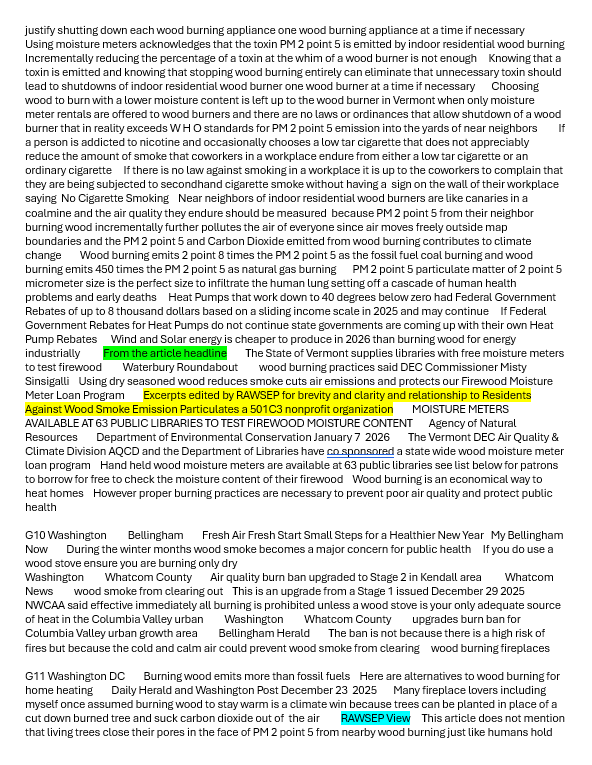 justify shutting down each wood burning appliance one wood burning appliance at a time if necessary
Using moisture meters acknowledges that the toxin PM 2 point 5 is emitted by indoor residential wood burning
Incrementally reducing the percentage of a toxin at the whim of a wood burner is not enough Knowing that a
toxin is emitted and knowing that stopping wood burning entirely can eliminate that unnecessary toxin should
lead to shutdowns of indoor residential wood burner one wood burner at a time if necessary Choosing
wood to burn with a lower moisture content is left up to the wood burner in Vermont when only moisture
meter rentals are offered to wood burners and there are no laws or ordinances that allow shutdown of a wood
burner that in reality exceeds W H O standards for PM 2 point 5 emission into the yards of near neighbors If
a person is addicted to nicotine and occasionally chooses a low tar cigarette that does not appreciably
reduce the amount of smoke that coworkers in a workplace endure from either a low tar cigarette or an
ordinary cigarette If there is no law against smoking in a workplace it is up to the coworkers to complain that
they are being subjected to secondhand cigarette smoke without having a sign on the wall of their workplace
saying No Cigarette Smoking Near neighbors of indoor residential wood burners are like canaries in a
coalmine and the air quality they endure should be measured because PM 2 point 5 from their neighbor
burning wood incrementally further pollutes the air of everyone since air moves freely outside map
boundaries and the PM 2 point 5 and Carbon Dioxide emitted from wood burning contributes to climate
change Wood burning emits 2 point 8 times the PM 2 point 5 as the fossil fuel coal burning and wood
burning emits 450 times the PM 2 point 5 as natural gas burning PM 2 point 5 particulate matter of 2 point 5
micrometer size is the perfect size to infiltrate the human lung setting off a cascade of human health
problems and early deaths Heat Pumps that work down to 40 degrees below zero had Federal Government
Rebates of up to 8 thousand dollars based on a sliding income scale in 2025 and may continue If Federal
Government Rebates for Heat Pumps do not continue state governments are coming up with their own Heat
Pump Rebates Wind and Solar energy is cheaper to produce in 2026 than burning wood for energy
industrially From the article headline The State of Vermont supplies libraries with free moisture meters
to test firewood Waterbury Roundabout wood burning practices said DEC Commissioner Misty
Sinsigalli Using dry seasoned wood reduces smoke cuts air emissions and protects our Firewood Moisture
Meter Loan Program Excerpts edited by RAWSEP for brevity and clarity and relationship to Residents
Against Wood Smoke Emission Particulates a 501C3 nonprofit organization MOISTURE METERS
AVAILABLE AT 63 PUBLIC LIBRARIES TO TEST FIREWOOD MOISTURE CONTENT Agency of Natural
Resources Department of Environmental Conservation January 7 2026 The Vermont DEC Air Quality &
Climate Division AQCD and the Department of Libraries have co sponsored a state wide wood moisture meter
loan program Hand held wood moisture meters are available at 63 public libraries see list below for patrons
to borrow for free to check the moisture content of their firewood Wood burning is an economical way to
heat homes However proper burning practices are necessary to prevent poor air quality and protect public
health
G10 Washington Bellingham Fresh Air Fresh Start Small Steps for a Healthier New Year My Bellingham
Now During the winter months wood smoke becomes a major concern for public health If you do use a
wood stove ensure you are burning only dry
Washington Whatcom County Air quality burn ban upgraded to Stage 2 in Kendall area Whatcom
News wood smoke from clearing out This is an upgrade from a Stage 1 issued December 29 2025
NWCAA said effective immediately all burning is prohibited unless a wood stove is your only adequate source
of heat in the Columbia Valley urban Washington Whatcom County upgrades burn ban for
Columbia Valley urban growth area Bellingham Herald The ban is not because there is a high risk of
fires but because the cold and calm air could prevent wood smoke from clearing wood burning fireplaces
G11 Washington DC Burning wood emits more than fossil fuels Here are alternatives to wood burning for
home heating Daily Herald and Washington Post December 23 2025 Many fireplace lovers including
myself once assumed burning wood to stay warm is a climate win because trees can be planted in place of a
cut down burned tree and suck carbon dioxide out of the air RAWSEP View This article does not mention
that living trees close their pores in the face of PM 2 point 5 from nearby wood burning just like humans hold